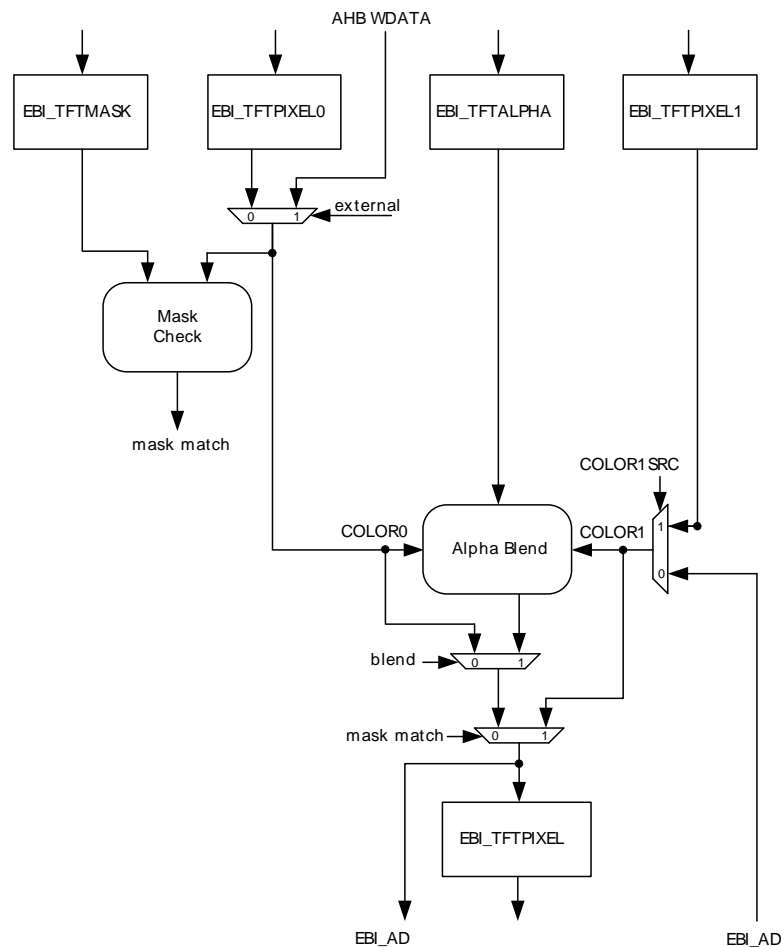 AHB WDATA
EBI_TFTMASK
EBI_TFTPIXEL0
EBI_TFTALPHA
EBI_TFTPIXEL1
0 1
external
Mask
Check
mask match
COLOR1SRC
COLOR0
Alpha Blend
COLOR1
1
0
blend
0 1
mask match
0 1
EBI_TFTPIXEL
EBI_AD
EBI_AD